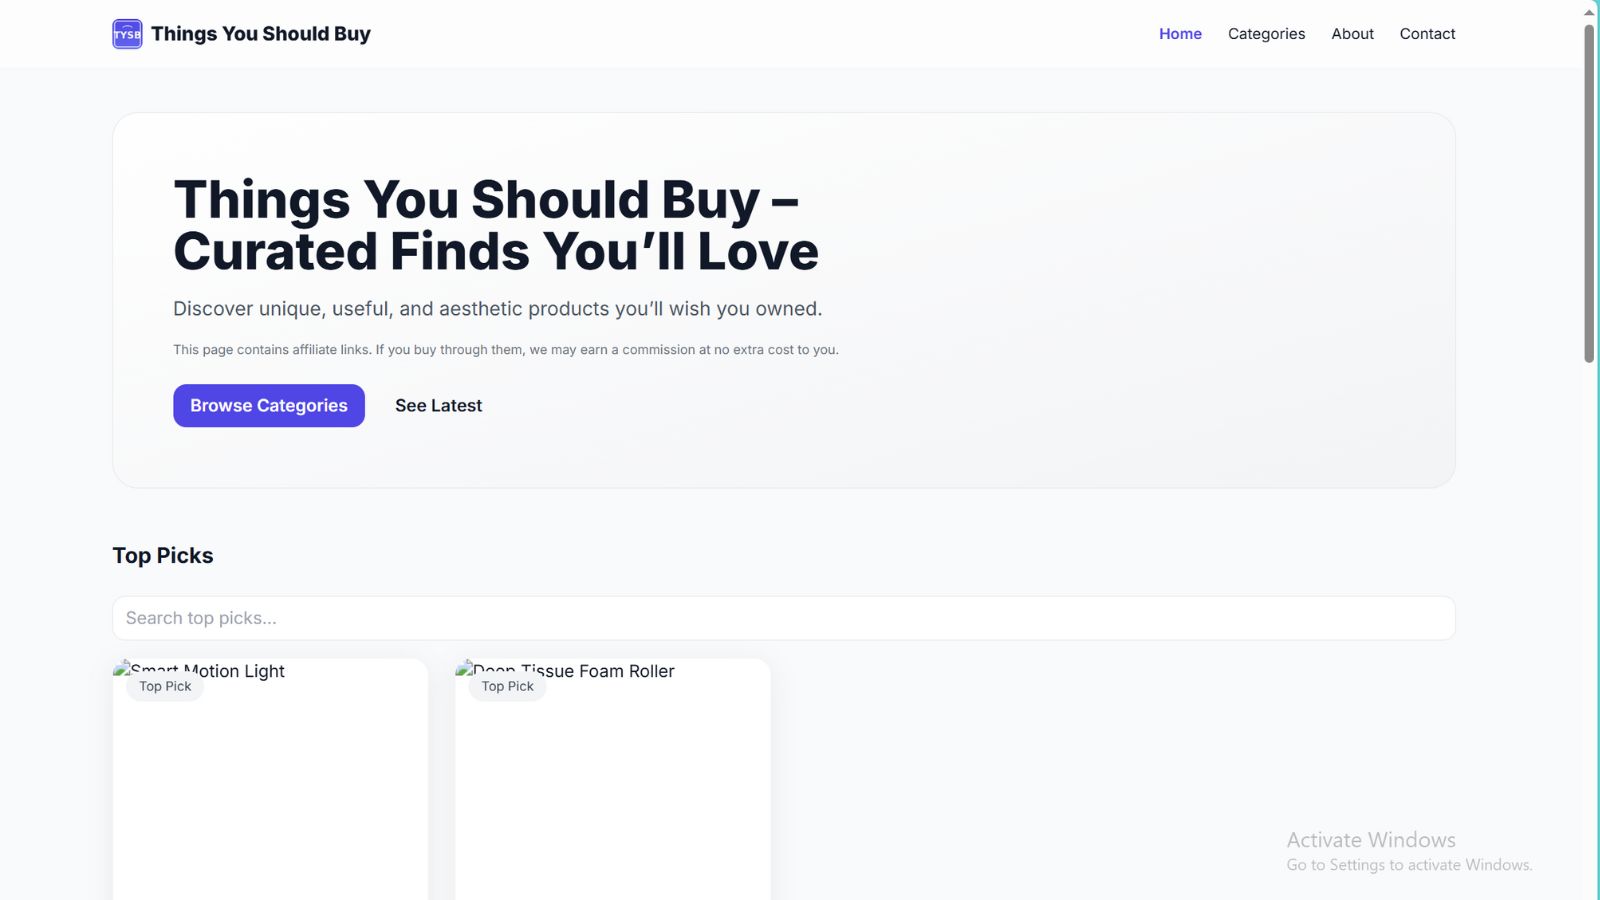 TYSB Things You Should Buy
Home Categories About Contact
Things You Should Buy –
Curated Finds You’ll Love
Discover unique, useful, and aesthetic products you’ll wish you owned.
This page contains affiliate links. If you buy through them, we may earn a commission at no extra cost to you.
Browse Categories See Latest
Top Picks
Search top picks...
Smart Motion Light
Top Pick
Deep Tissue Foam Roller
Top Pick
Activate Windows
Go to Settings to activate Windows.